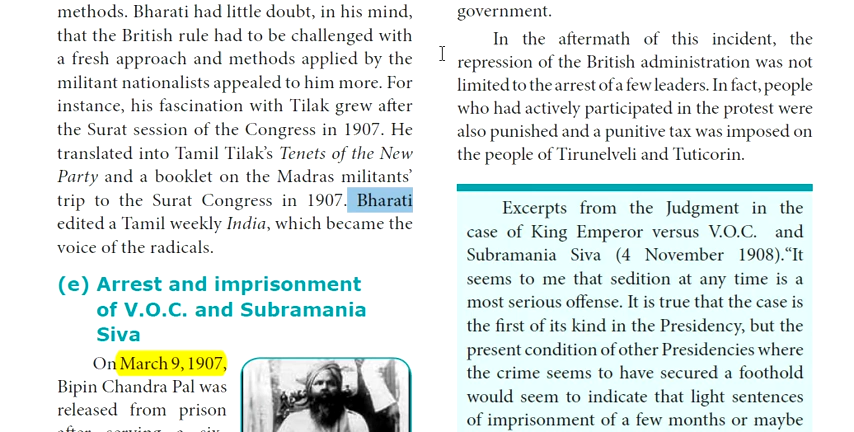 methods. Bharati had little doubt, in his mind,
that the British rule had to be challenged with
a fresh approach and methods applied by the
militant nationalists appealed to him more. For
instance, his fascination with Tilak grew after
the Surat session of the Congress in 1907. He
translated into Tamil Tilak’s Tenets of the New
Party and a booklet on the Madras militants’
trip to the Surat Congress in 1907. Bharati
edited a Tamil weekly India, which became the
voice of the radicals.
(e) Arrest and imprisonment
of V.O.C. and Subramania
Siva
On March 9, 1907,
Bipin Chandra Pal was
released from prison
after serving a six-
government.
In the aftermath of this incident, the
repression of the British administration was not
limited to the arrest of a few leaders. In fact, people
who had actively participated in the protest were
also punished and a punitive tax was imposed on
the people of Tirunelveli and Tuticorin.
Excerpts from the Judgment in the
case of King Emperor versus V.O.C. and
Subramania Siva (4 November 1908).“It
seems to me that sedition at any time is a
most serious offense. It is true that the case is
the first of its kind in the Presidency, but the
present condition of other Presidencies where
the crime seems to have secured a foothold
would seem to indicate that light sentences
of imprisonment of a few months or maybe